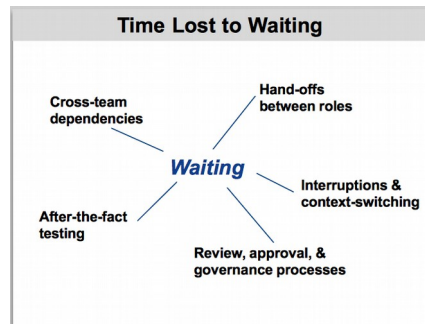 Time Lost to Waiting
Hand-offs
between roles
Cross-team
dependencies
Waiting
Interruptions &
context-switching
After-the-fact
testing
Review, approval, &
governance processes